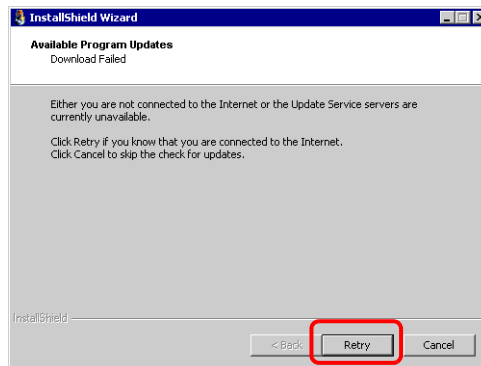 InstallShield Wizard
Available Program Updates
Download Failed
Either you are not connected to the Internet or the Update Service servers are
currently unavailable.
Click Retry if you know that you are connected to the Internet.
Click Cancel to skip the check for updates.
InstallShield
< Back
Retry
Cancel